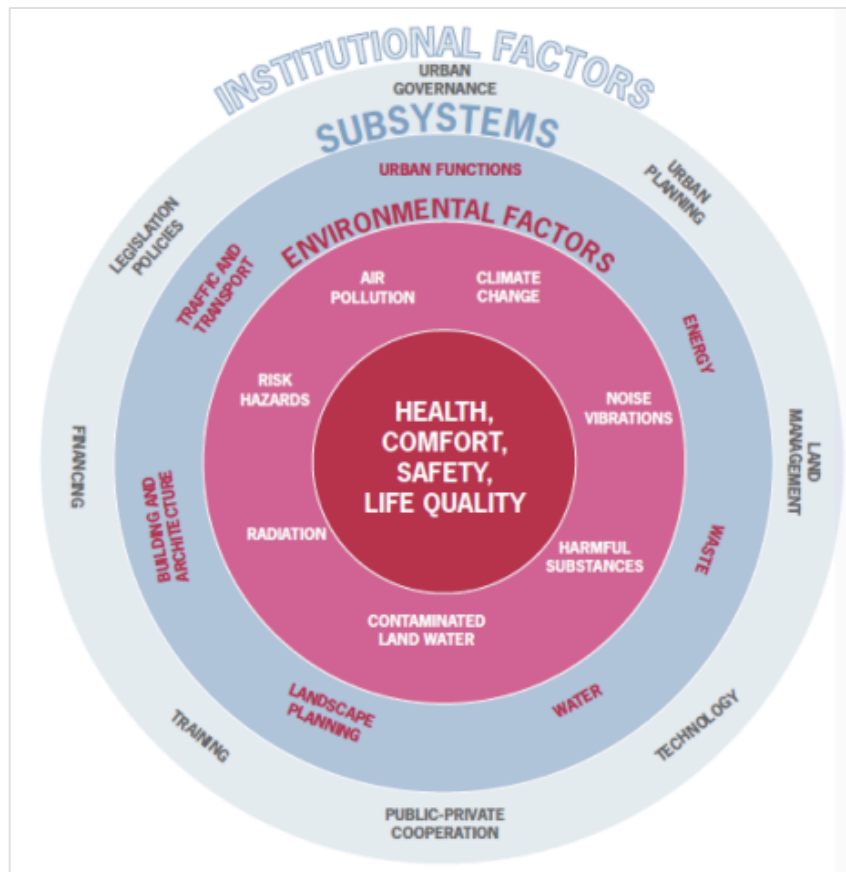 INSTITUTIONAL FACTORS
URBAN
GOVERNANCE
SUBSYSTEMS
URBAN FUNCTIONS
URBAN
PLANNING
LEGISLATION
POLICIES
ENVIRONMENTAL FACTORS
TRAFFIC AND
TRANSPORT
AIR
POLLUTION
CLIMATE
CHANGE
ENERGY
RISK
HAZARDS
NOISE
VIBRATIONS
HEALTH,
COMFORT,
SAFETY,
LIFE QUALITY
FINANCING
LAND
MANAGEMENT
BUILDING AND
ARCHITECTURE
RADIATION
HARMFUL
SUBSTANCES
WASTE
CONTAMINATED
LAND WATER
LANDSCAPE
PLANNING
WATER
TRAINING
TECHNOLOGY
PUBLIC-PRIVATE
COOPERATION